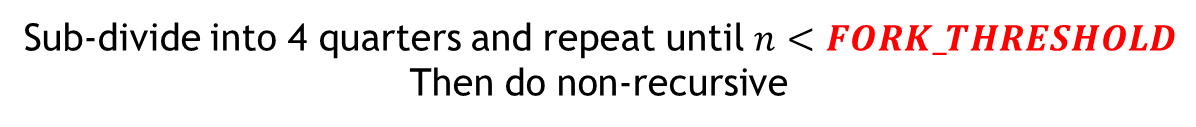 Sub-divide into 4 quarters and repeat until n < FORK_THRESHOLD
Then do non-recursive